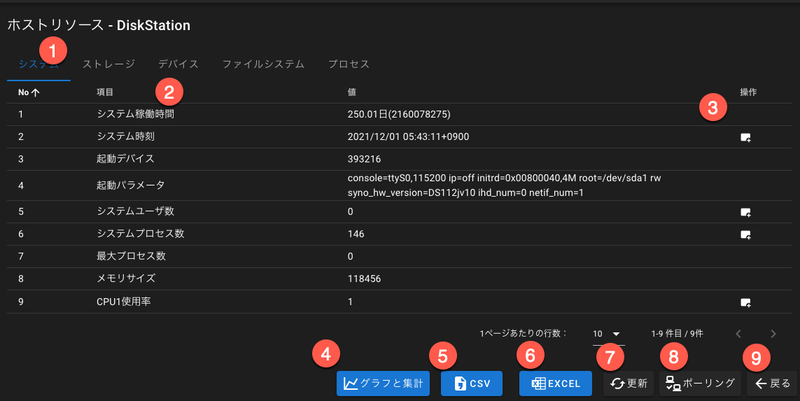 ホストリソース - DiskStation
1
システム ストレージ デバイス ファイルシステム プロセス
2
3
No 項目 値 操作
1 システム稼働時間 250.01日(2160078275)
2 システム時刻 2021/12/01 05:43:11+0900
3 起動デバイス 393216
4 起動パラメータ console=ttyS0,115200 ip=off initrd=0x00800040,4M root=/dev/sda1 rw
syno_hw_version=DS112jv10 ihd_num=0 netif_num=1
5 システムユーザ数 0
6 システムプロセス数 146
7 最大プロセス数 0
8 メモリサイズ 118456
9 CPU1使用率 1
1ページあたりの行数： 10 1-9 件目 / 9件
4 5 6 7 8 9
グラフと集計 CSV EXCEL 更新 ポーリング 戻る